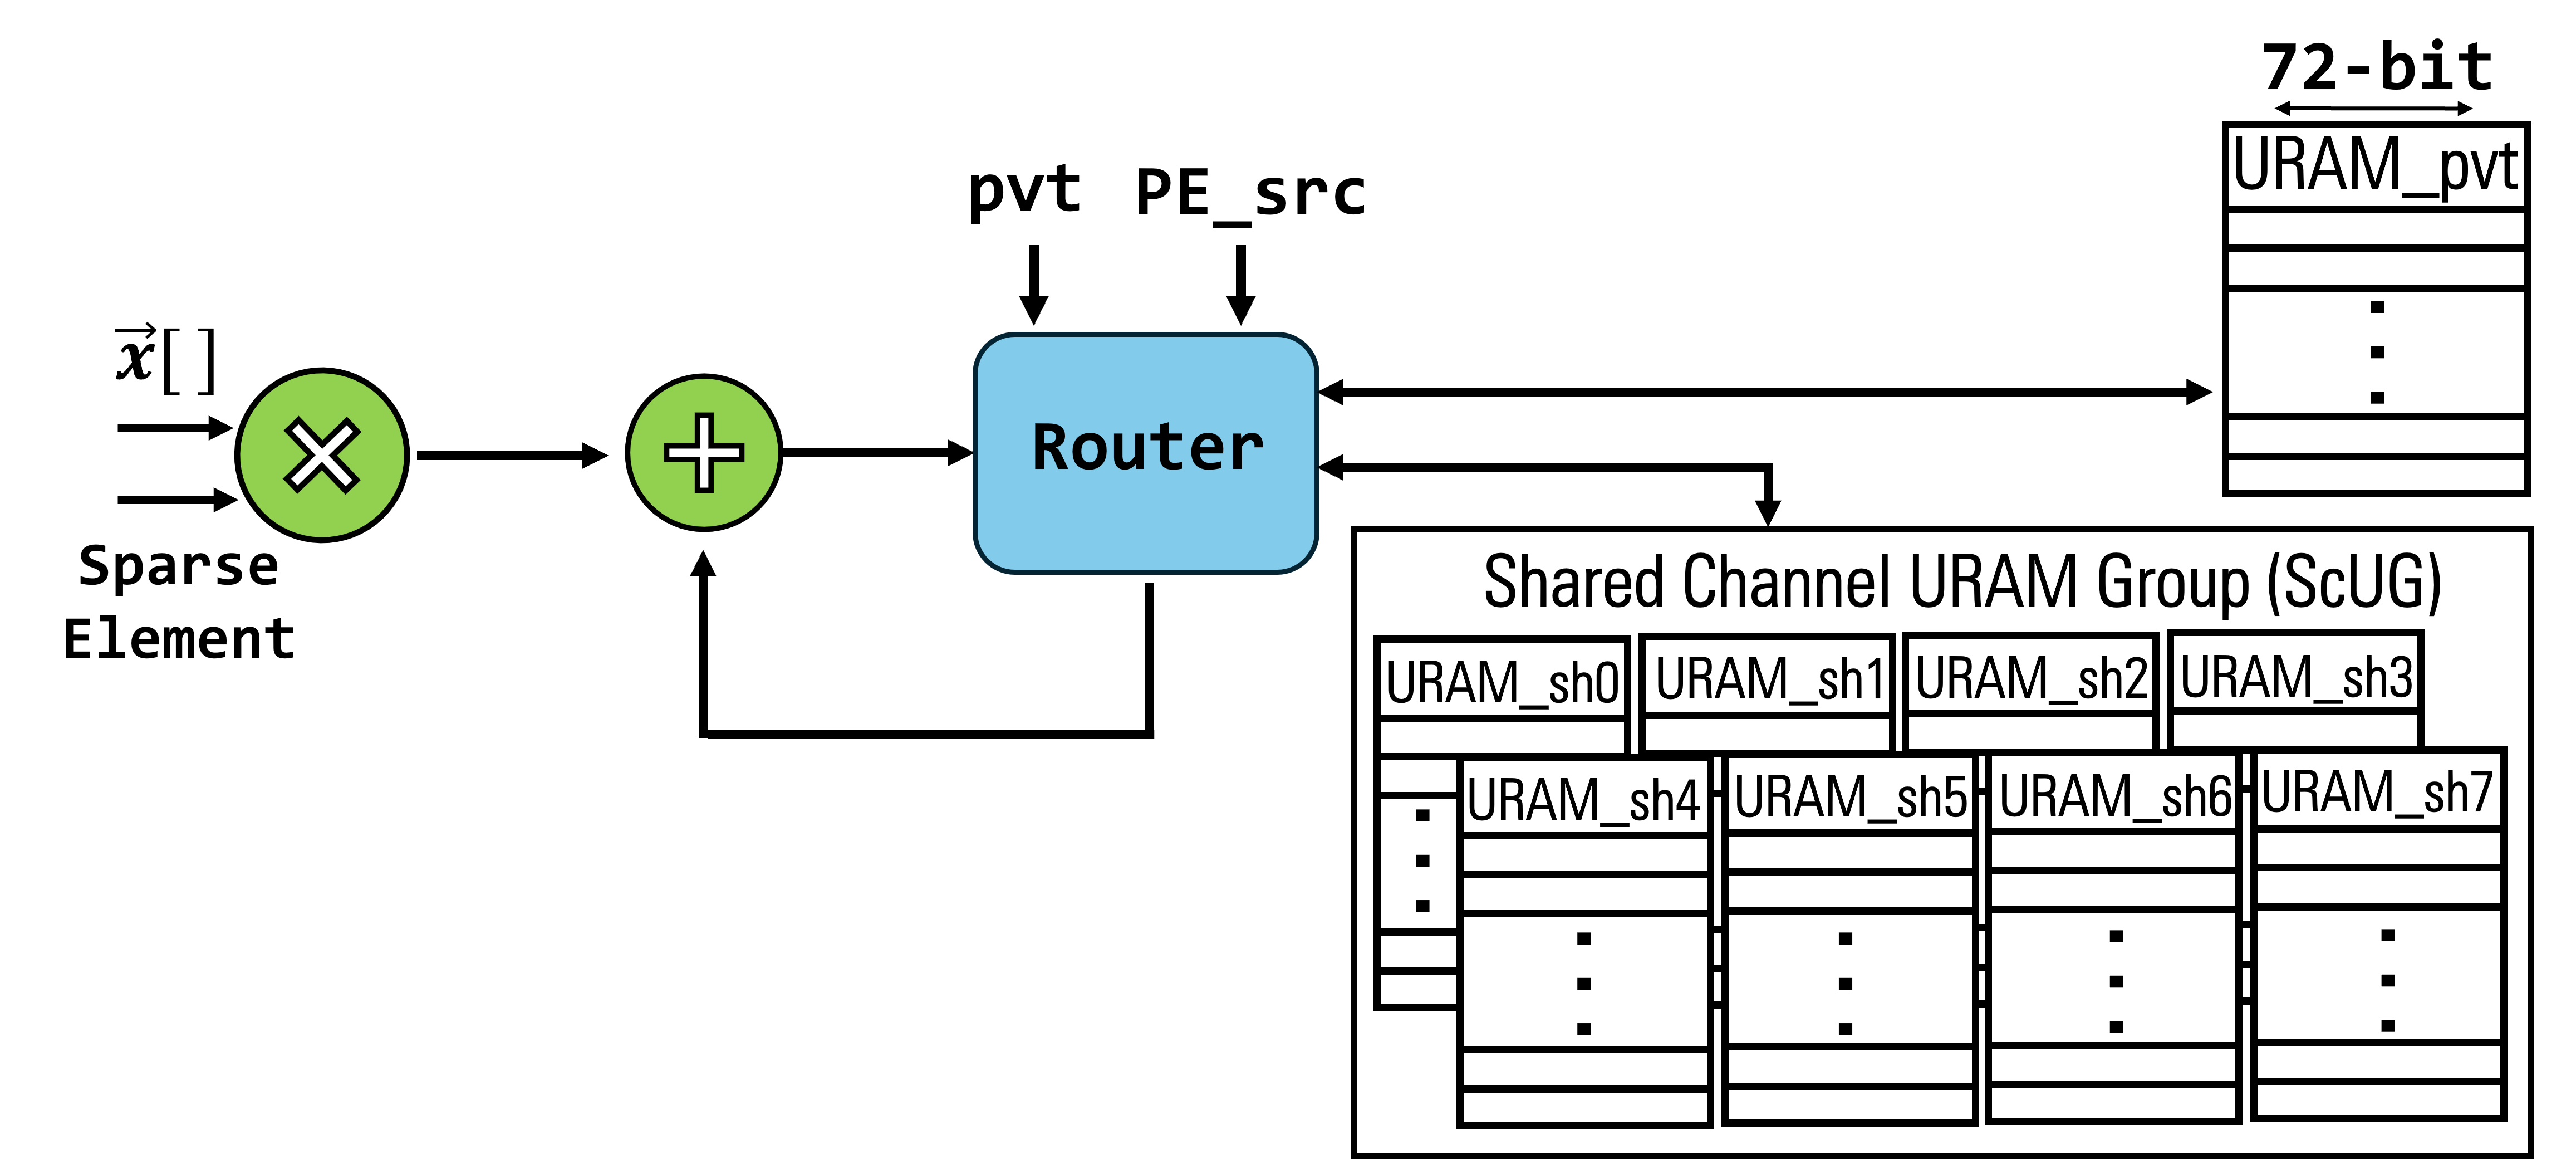 72-bit
URAM_pvt
pvt PE_src
x[ ]
Router
Sparse
Element
Shared Channel URAM Group (ScUG)
URAM_sh0 URAM_sh1 URAM_sh2 URAM_sh3
URAM_sh4 URAM_sh5 URAM_sh6 URAM_sh7